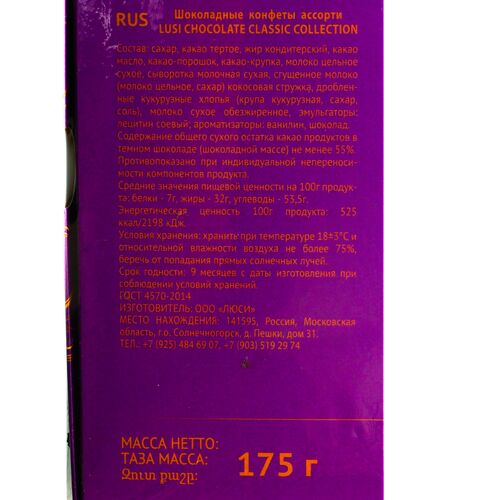 RUS Шоколадные конфеты ассорти
LUSI CHOCOLATE CLASSIC COLLECTION
Состав: сахар, какао тертое, жир кондитерский, какао
масло, какао-порошок, какао-крупка, молоко цельное
сухое, сыворотка молочная сухая, сгущенное молоко
(молоко цельное, сахар) кокосовая стружка, дроблен-
ные кукурузные хлопья (крупа кукурузная, сахар,
соль), молоко сухое обезжиренное, эмульгаторы:
лецитин соевый; ароматизаторы: ванилин, шоколад.
Содержание общего сухого остатка какао продуктов в
темном шоколаде (шоколадной массе) не менее 55%.
Противопоказано при индивидуальной непереноси-
мости компонентов продукта.
Средние значения пищевой ценности на 100г продук-
та: белки - 7г, жиры - 32г, углеводы - 53,5г.
Энергетическая ценность 100г продукта: 525
ккал/2198 кДж.
Условия хранения: хранить при температуре 18±3°С и
относительной влажности воздуха не более 75%,
беречь от попадания прямых солнечных лучей.
Срок годности: 9 месяцев с даты изготовления при
соблюдении условий хранений.
ГОСТ 4570-2014
ИЗГОТОВИТЕЛЬ: ООО «ЛЮСИ»
МЕСТО НАХОЖДЕНИЯ: 141595, Россия, Московская
область, г.о. Солнечногорск, д. Пешки, дом 31.
ТЕЛ.: +7 (925) 484 69 07, +7 (903) 519 29 74
МАССА НЕТТО:
ТАЗА МАССА: 175 г
Զուտ քաշը: